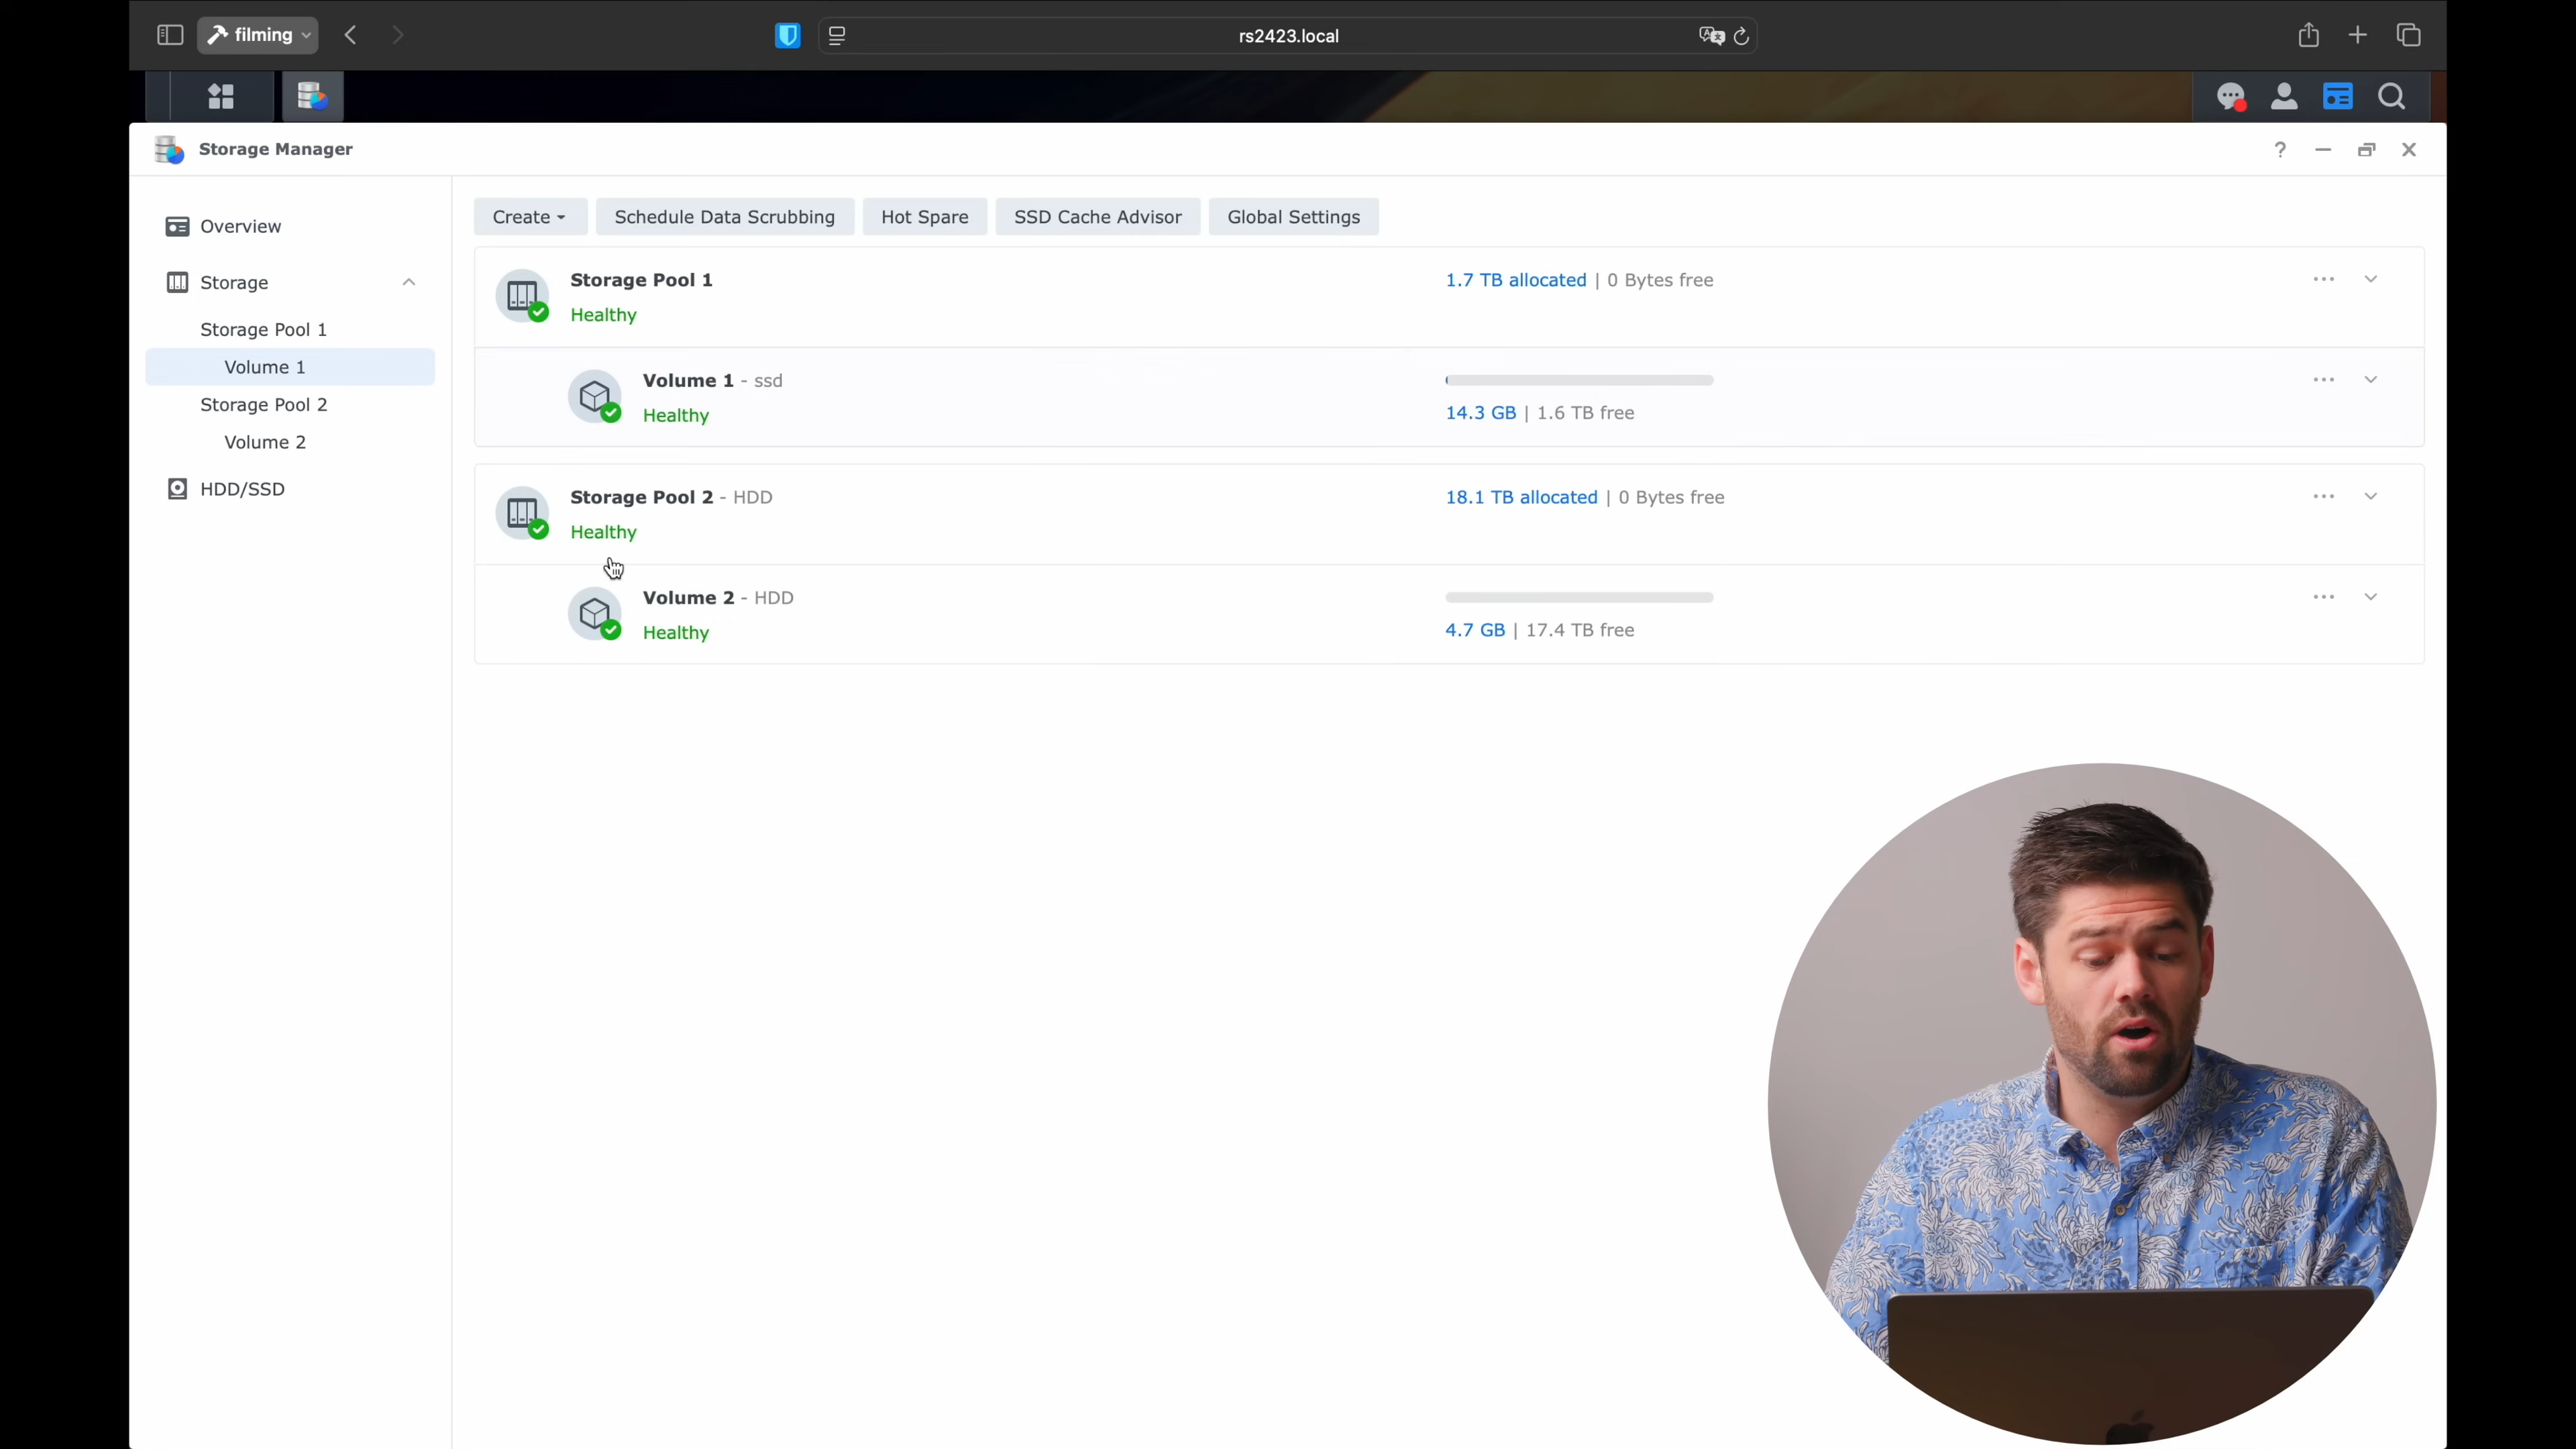 filming
rs2423.local
Storage Manager
?
Overview
Storage
Storage Pool 1
Volume 1
Storage Pool 2
Volume 2
HDD/SSD
Create
Schedule Data Scrubbing
Hot Spare
SSD Cache Advisor
Global Settings
Storage Pool 1
Healthy
1.7 TB allocated | 0 Bytes free
Volume 1 - ssd
Healthy
14.3 GB | 1.6 TB free
Storage Pool 2 - HDD
Healthy
18.1 TB allocated | 0 Bytes free
Volume 2 - HDD
Healthy
4.7 GB | 17.4 TB free